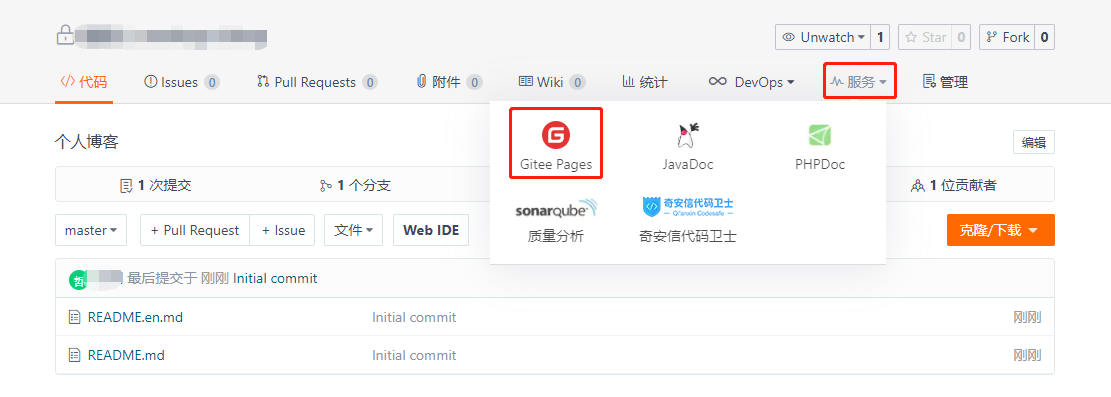 Unwatch 1 Star 0 Fork 0
代码 Issues 0 Pull Requests 0 附件 0 Wiki 0 统计 DevOps 服务 管理
Gitee Pages JavaDoc PHPDoc
个人博客 编辑
1 次提交 1 个分支 1 位贡献者
sonarqube 奇安信代码卫士
Qi'anxin Codesafe
质量分析 奇安信代码卫士
master + Pull Request + Issue 文件 Web IDE 克隆/下载
哲 最后提交于 刚刚 Initial commit
README.en.md Initial commit 刚刚
README.md Initial commit 刚刚